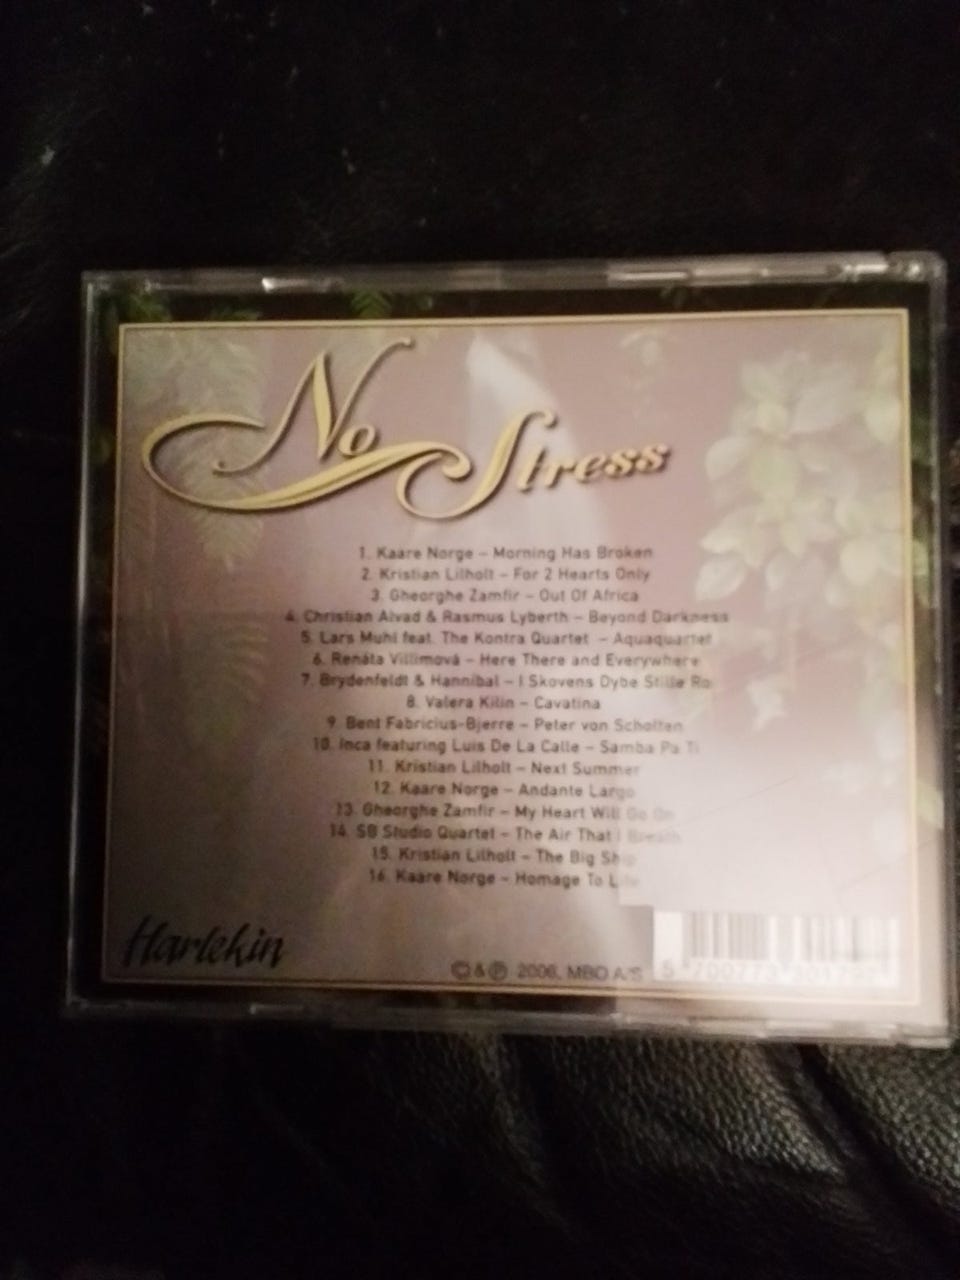 No Stress
1. Kaare Norge – Morning Has Broken
2. Kristian Lilholt – For 2 Hearts Only
3. Gheorghe Zamfir – Out Of Africa
4. Christian Alvad & Rasmus Lyberth – Beyond Darkness
5. Lars Muhl feat. The Kontra Quartet – Aquaquartet
6. Renáta Villimová – Here There and Everywhere
7. Brydenfeldt & Hannibal – I Skovens Dybe Stille Ro
8. Valera Kilin – Cavatina
9. Bent Fabricius-Bjerre – Peter von Scholten
10. Inca featuring Luis De La Calle – Samba Pa Ti
11. Kristian Lilholt – Next Summer
12. Kaare Norge – Andante Largo
13. Gheorghe Zamfir – My Heart Will Go On
14. SB Studio Quartet – The Air That I Breath
15. Kristian Lilholt – The Big Ship
16. Kaare Norge – Homage To Life
Harlekin
©&℗ 2006, MBO A/S